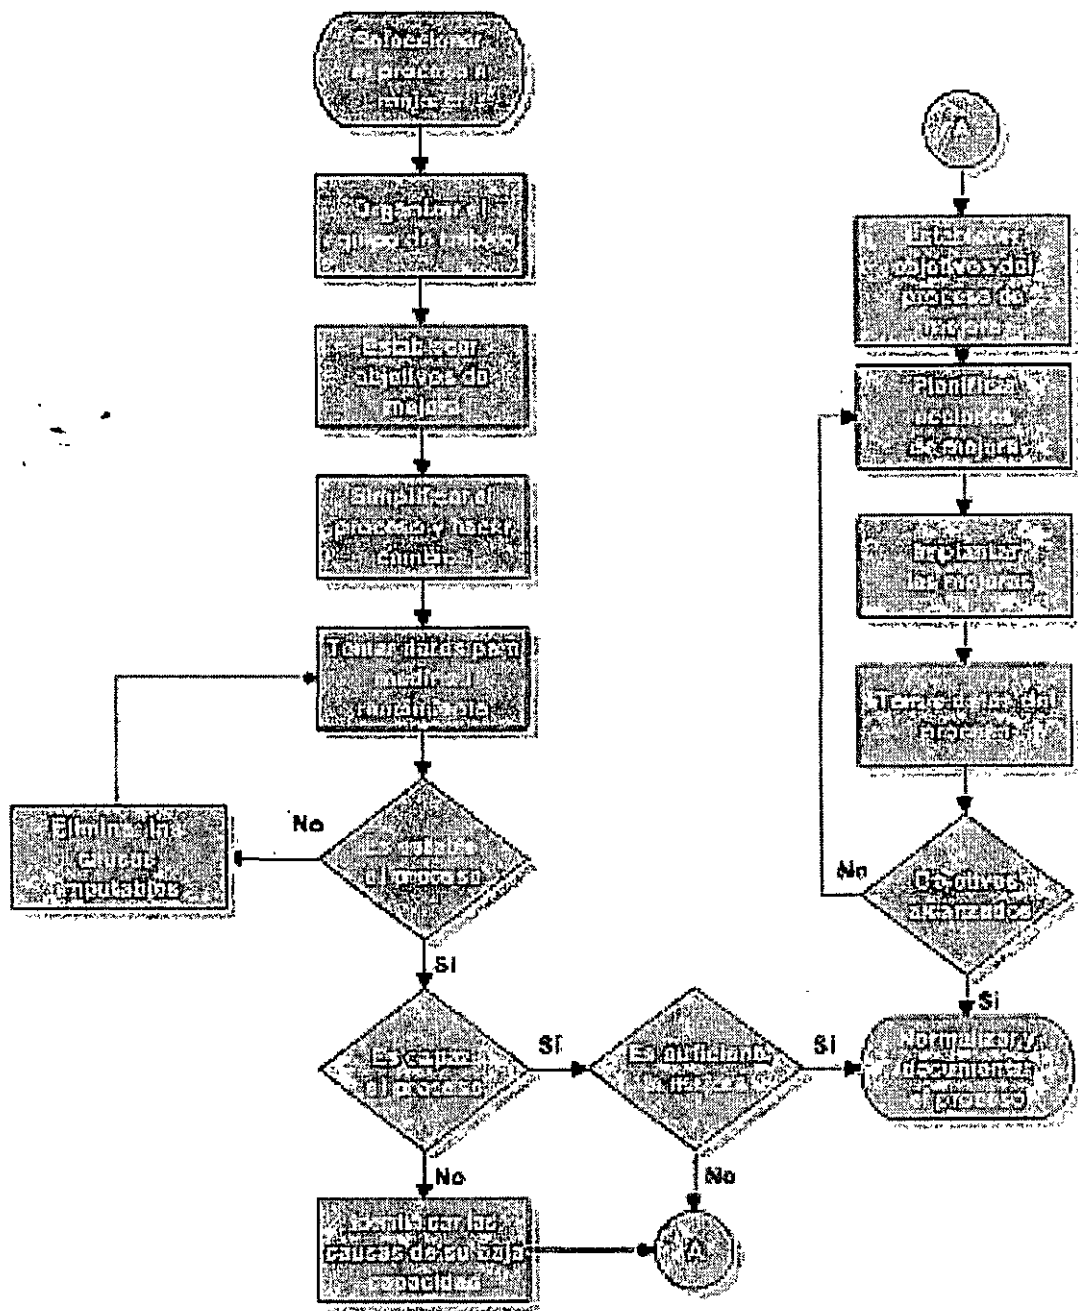 Seleccionar
el proceso a
mejorar
Organizar el
equipo de trabajo
Establecer
objetivos de
mejora
Simplificar el
proceso y hacer
cambios
Tomar datos para
medir el
rendimiento
Es estable
el proceso
No
Eliminar las
causas
imputables
Si
Es capaz
el proceso
Si
Es suficiente
la mejora
Si
No
Identificar las
causas de su baja
capacidad
No
A
A
Establecer
objetivos del
proceso de
mejora
Planificar
acciones
de mejora
Implantar
las mejoras
Tomar datos del
proceso
No
Objetivos
alcanzados
Si
Normalizar y
documentar
el proceso